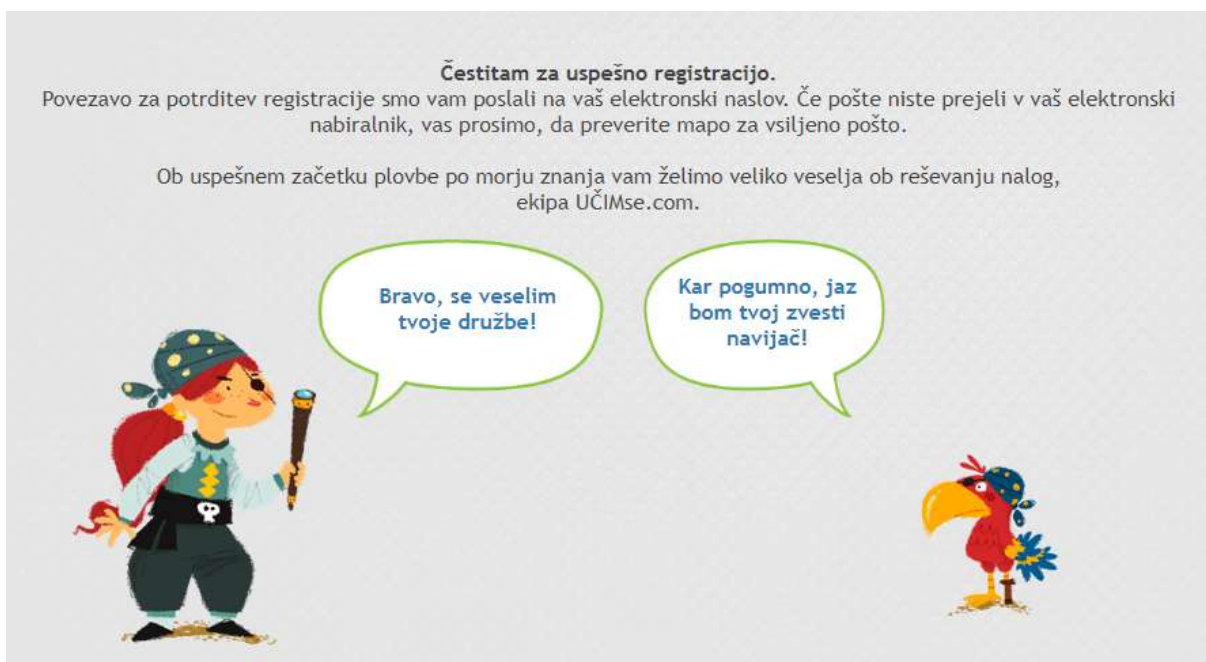 Čestitam za uspešno registracijo.
Povezavo za potrditev registracije smo vam poslali na vaš elektronski naslov. Če pošte niste prejeli v vaš elektronski
nabiralnik, vas prosimo, da preverite mapo za vsiljeno pošto.
Ob uspešnem začetku plovbe po morju znanja vam želimo veliko veselja ob reševanju nalog,
ekipa UČIMse.com.
Bravo, se veselim
tvoje družbe!
Kar pogumno, jaz
bom tvoj zvesti
navijač!